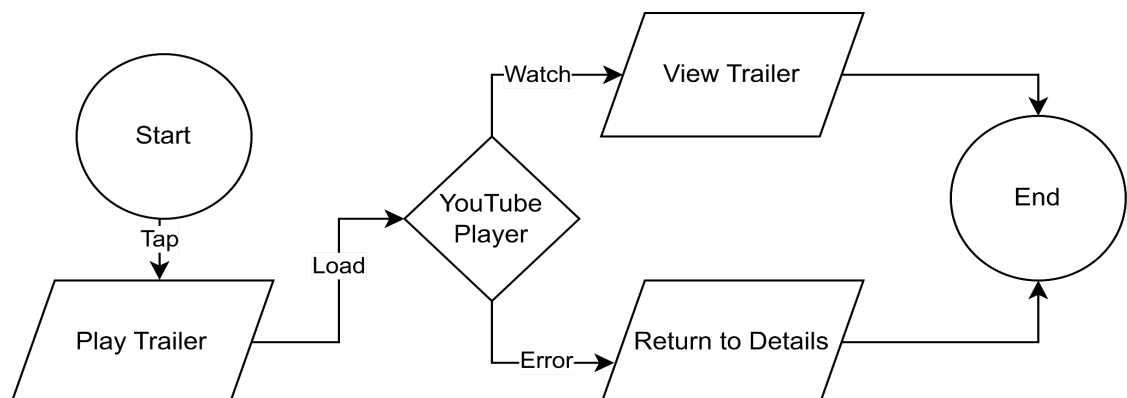 Start
Tap
Play Trailer
Load
YouTube
Player
Watch
View Trailer
Error
Return to Details
End